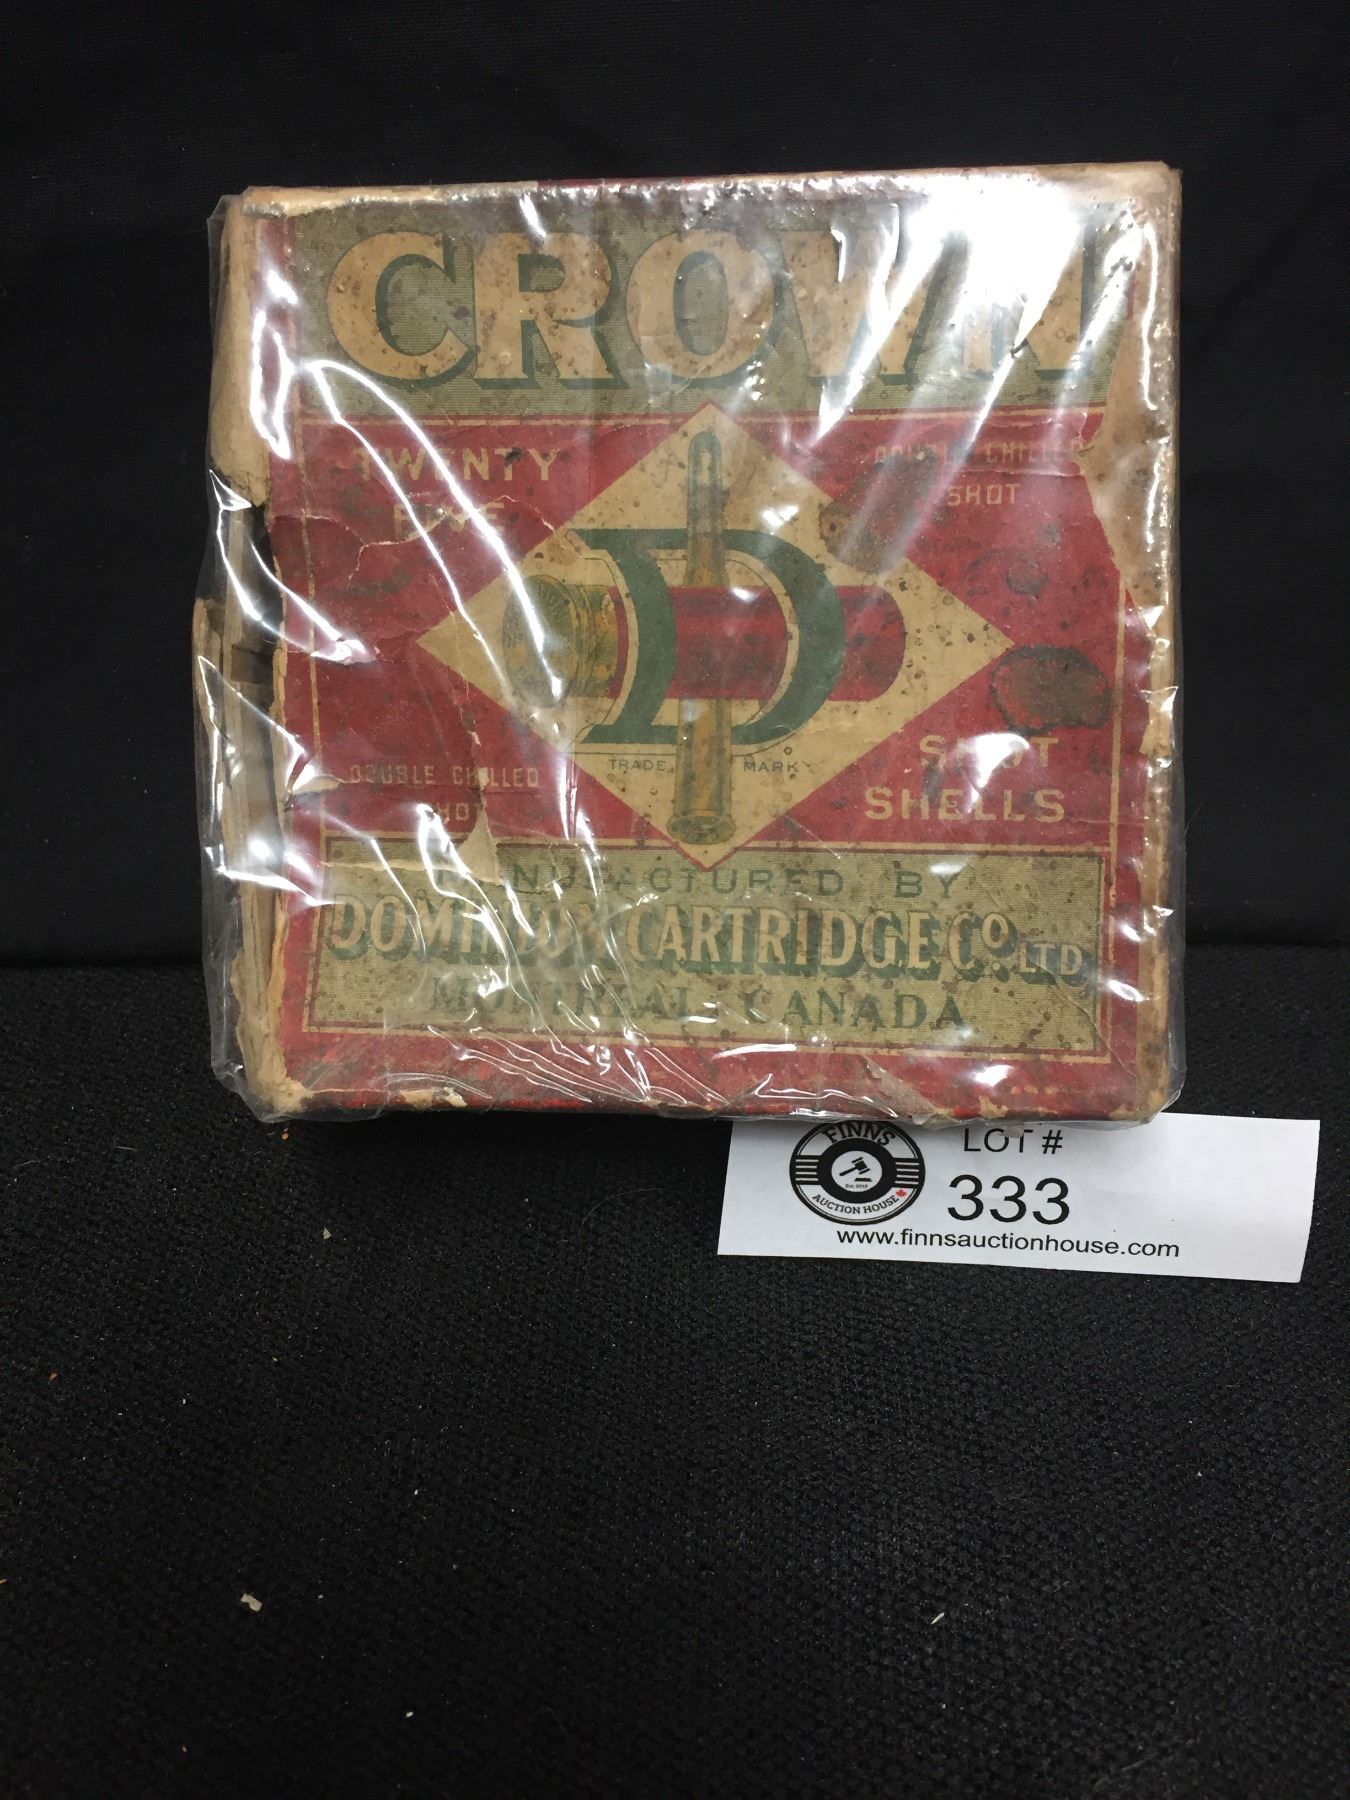 CROWN
TWENTY
FIVE
DOUBLE CHILLED
SHOT
D
TRADE MARK
DOUBLE CHILLED
SHOT
SHOT
SHELLS
MANUFACTURED BY
DOMINION CARTRIDGE CO. LTD.
MONTREAL CANADA
FINNS
AUCTION HOUSE
LOT #
333
www.finnsauctionhouse.com